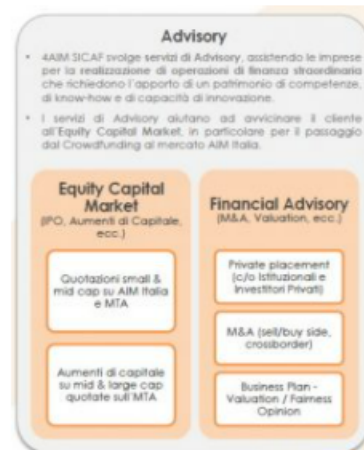 Advisory
• 4AIM SICAF svolge servizi di Advisory, assistendo le imprese
per la realizzazione di operazioni di finanza straordinaria
che richiedono l'apporto di un patrimonio di competenze,
di know-how e di capacità di innovazione.
• I servizi di Advisory aiutano ad avvicinare il cliente
all'Equity Capital Market, in particolare per il passaggio
dal Crowdfunding al mercato AIM Italia.
Equity Capital
Market
(IPO, Aumenti di Capitale,
ecc.)
Quotazioni small &
mid cap su AIM Italia
e MTA
Aumenti di capitale
su mid & large cap
quotate sull'MTA
Financial Advisory
(M&A, Valuation, ecc.)
Private placement
(c/o Istituzionali e
Investitori Privati)
M&A (sell/buy side,
crossborder)
Business Plan -
Valuation / Fairness
Opinion